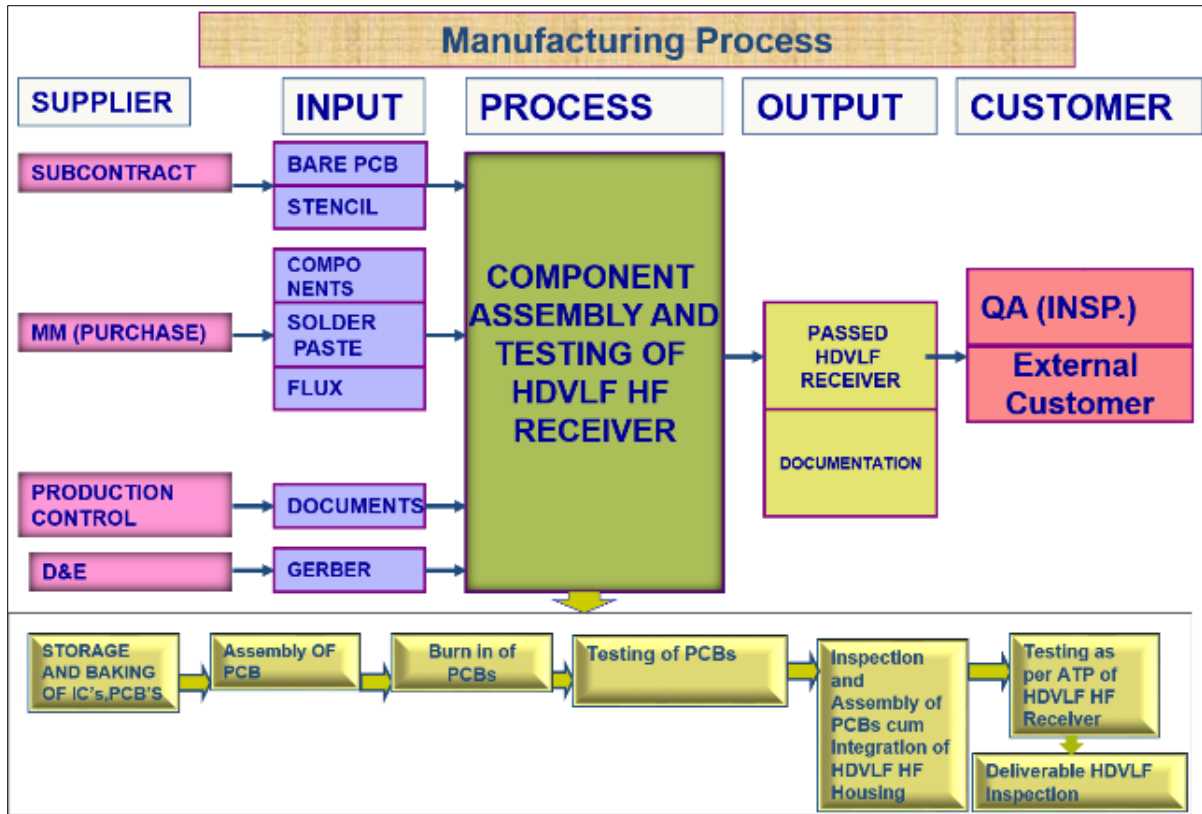 Manufacturing Process
SUPPLIER
INPUT
PROCESS
OUTPUT
CUSTOMER
SUBCONTRACT
BARE PCB
STENCIL
MM (PURCHASE)
COMPO
NENTS
SOLDER
PASTE
FLUX
PRODUCTION
CONTROL
DOCUMENTS
D&E
GERBER
COMPONENT
ASSEMBLY AND
TESTING OF
HDVLF HF
RECEIVER
PASSED
HDVLF
RECEIVER
DOCUMENTATION
QA (INSP.)
External
Customer
STORAGE
AND BAKING
OF IC's,PCB'S
Assembly OF
PCB
Burn in of
PCBs
Testing of PCBs
Inspection
and
Assembly of
PCBs cum
Integration of
HDVLF HF
Housing
Testing as
per ATP of
HDVLF HF
Receiver
Deliverable HDVLF
Inspection